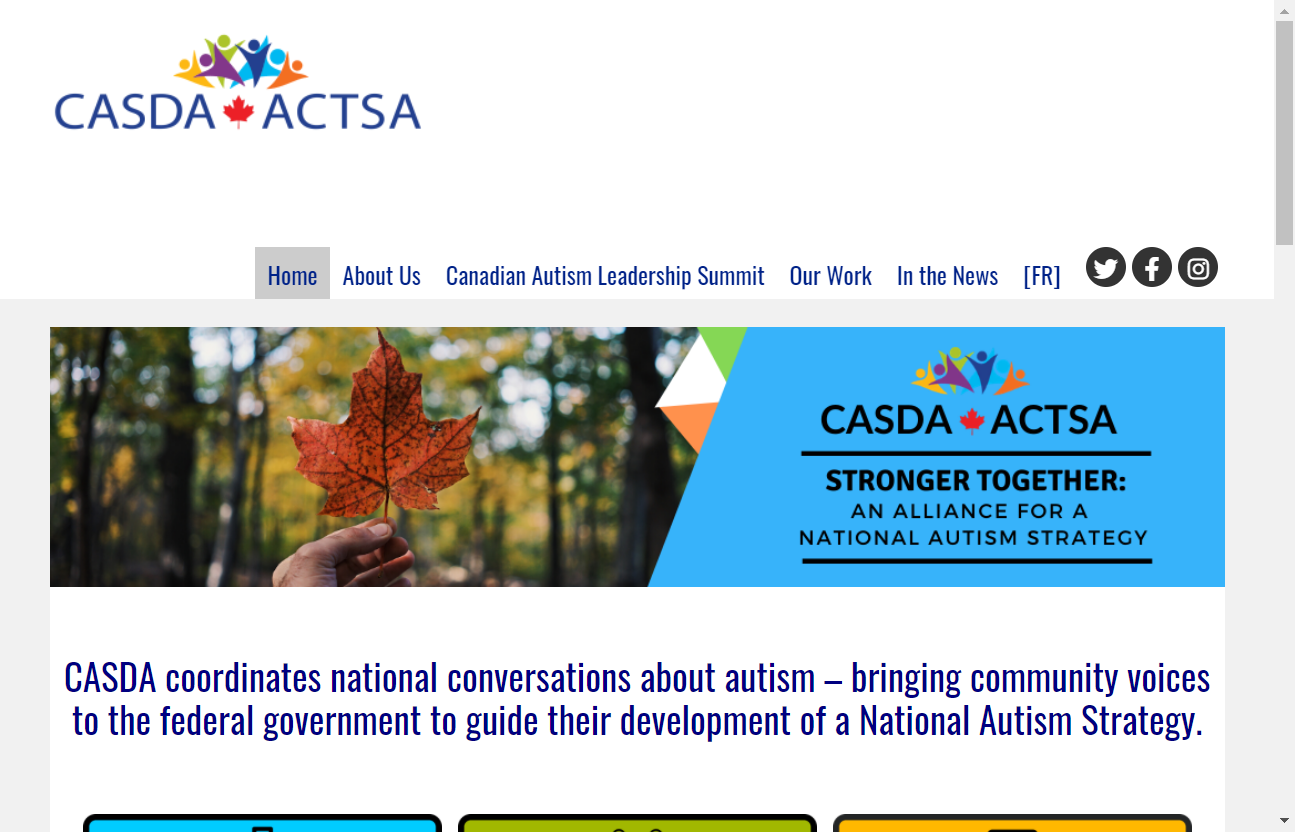 CASDA ACTSA
Home About Us Canadian Autism Leadership Summit Our Work In the News [FR]
CASDA ACTSA
STRONGER TOGETHER:
AN ALLIANCE FOR A
NATIONAL AUTISM STRATEGY
CASDA coordinates national conversations about autism – bringing community voices
to the federal government to guide their development of a National Autism Strategy.